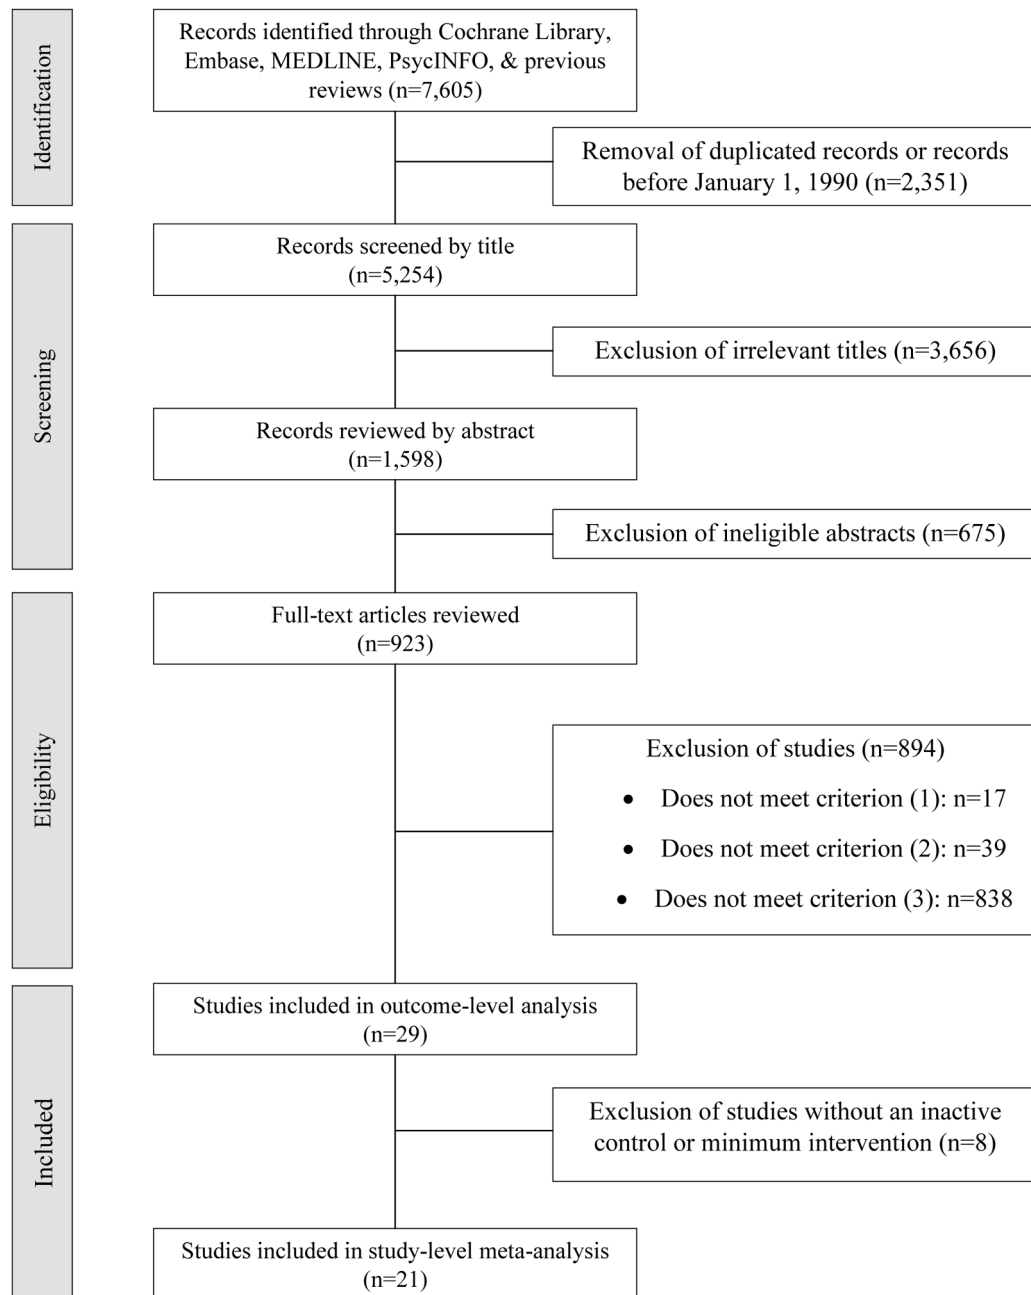 Identification
Records identified through Cochrane Library,
Embase, MEDLINE, PsycINFO, & previous
reviews (n=7,605)
Removal of duplicated records or records
before January 1, 1990 (n=2,351)
Screening
Records screened by title
(n=5,254)
Exclusion of irrelevant titles (n=3,656)
Records reviewed by abstract
(n=1,598)
Exclusion of ineligible abstracts (n=675)
Eligibility
Full-text articles reviewed
(n=923)
Exclusion of studies (n=894)
• Does not meet criterion (1): n=17
• Does not meet criterion (2): n=39
• Does not meet criterion (3): n=838
Included
Studies included in outcome-level analysis
(n=29)
Exclusion of studies without an inactive
control or minimum intervention (n=8)
Studies included in study-level meta-analysis
(n=21)